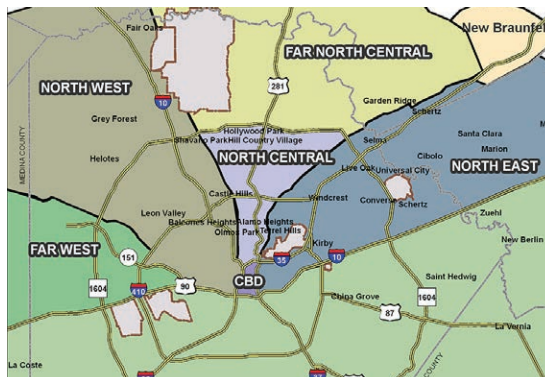 Fair Oaks
New Braunfel
FAR NORTH CENTRAL
NORTH WEST
281
10
Garden Ridge
Schertz
Grey Forest
Hollywood Park
Shavano Park
Hill Country Village
Santa Clara
Selma
Marion
NORTH CENTRAL
Cibolo
Helotes
Live Oak
Universal City
NORTH EAST
MEDINA COUNTY
Castle Hills
Windcrest
Converse
Schertz
Leon Valley
Zuehl
Balcones Heights
Alamo Heights
Olmos Park
Terrel Hills
Kirby
New Berlin
FAR WEST
151
35
10
CBD
Saint Hedwig
1604
410
90
China Grove
1604
87
La Vernia
La Coste